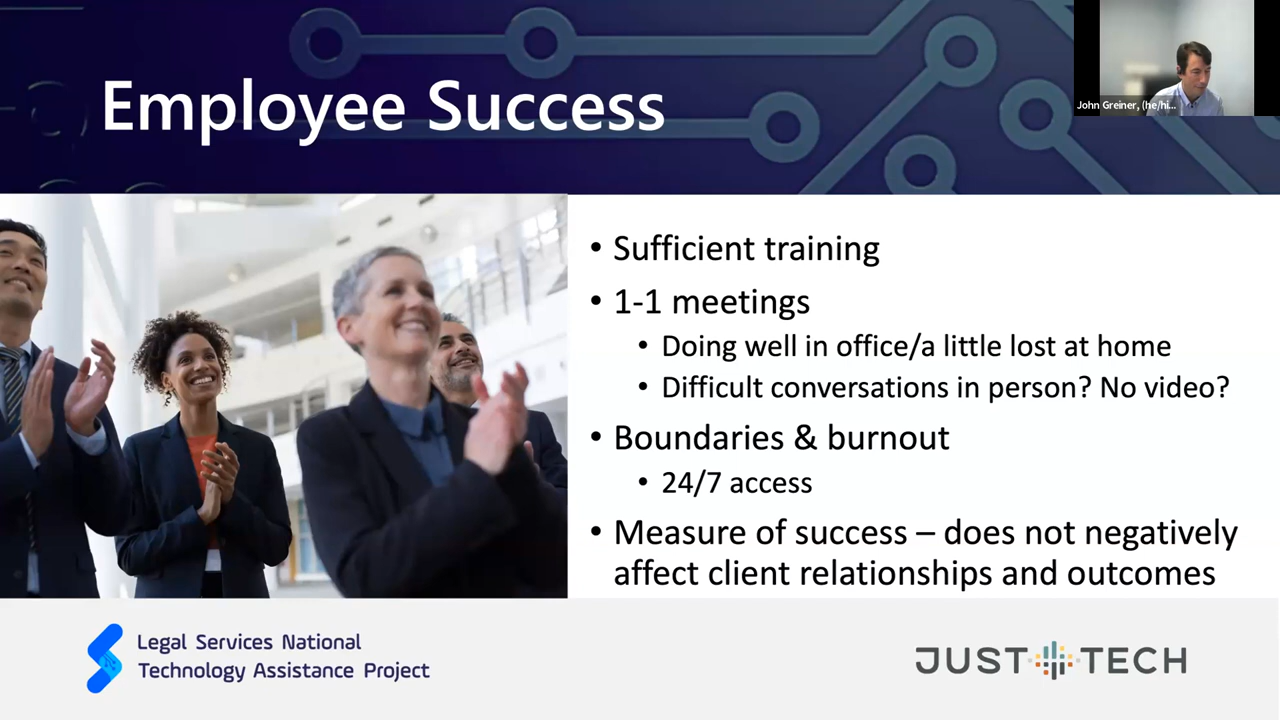 Employee Success
John Greiner, (he/hi...
• Sufficient training
• 1-1 meetings
• Doing well in office/a little lost at home
• Difficult conversations in person? No video?
• Boundaries & burnout
• 24/7 access
• Measure of success – does not negatively
affect client relationships and outcomes
Legal Services National
Technology Assistance Project
JUST TECH